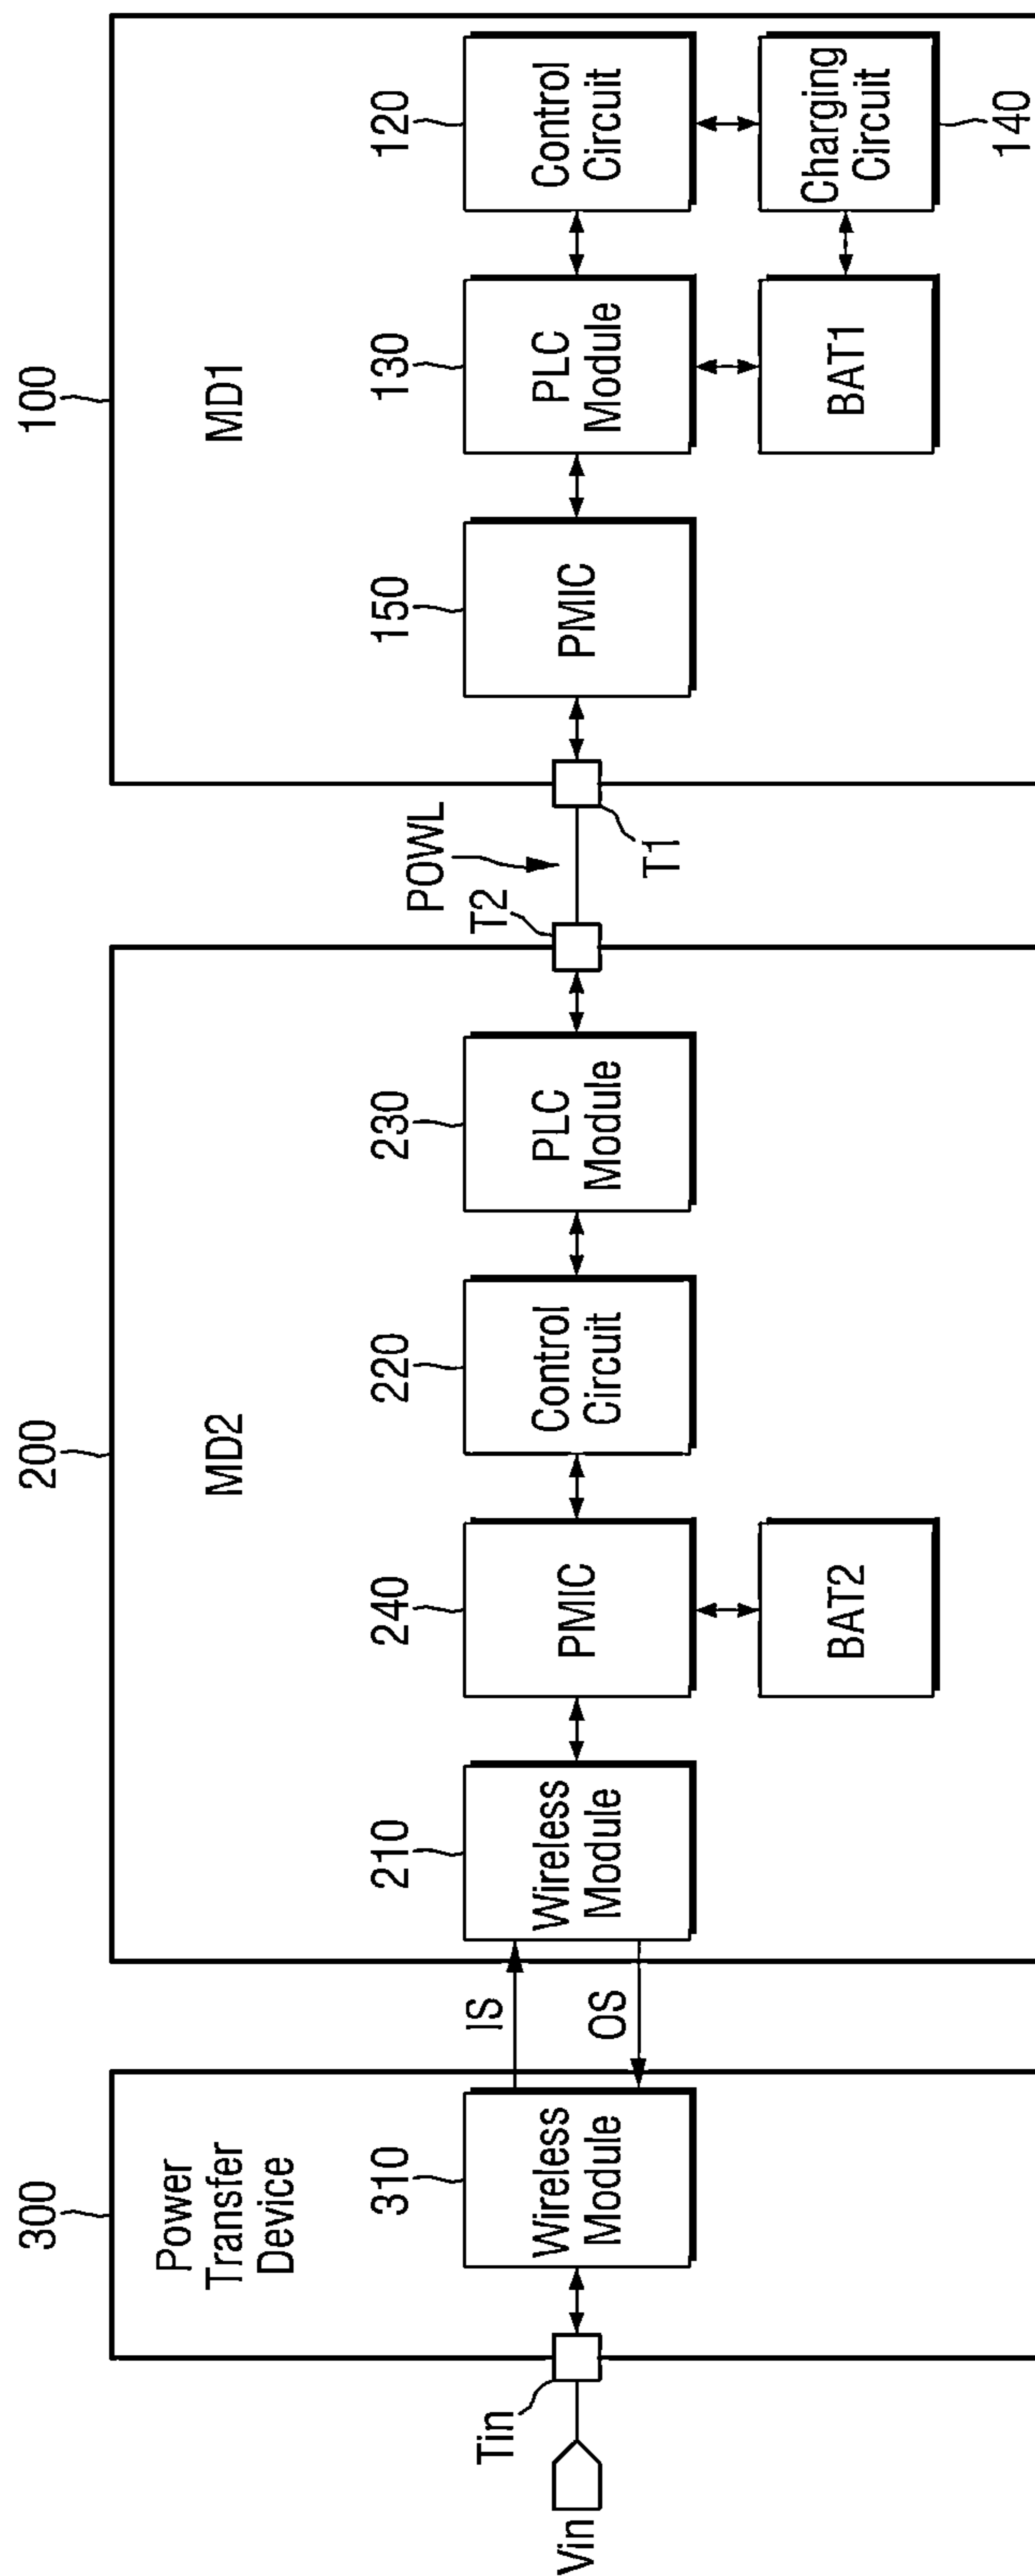 300
Power
Transfer
Device
Vin
Tin
310
Wireless
Module
IS
OS
200
MD2
210
Wireless
Module
240
PMIC
BAT2
220
Control
Circuit
230
PLC
Module
T2
POWL
T1
100
MD1
150
PMIC
130
PLC
Module
BAT1
120
Control
Circuit
Charging
Circuit
140